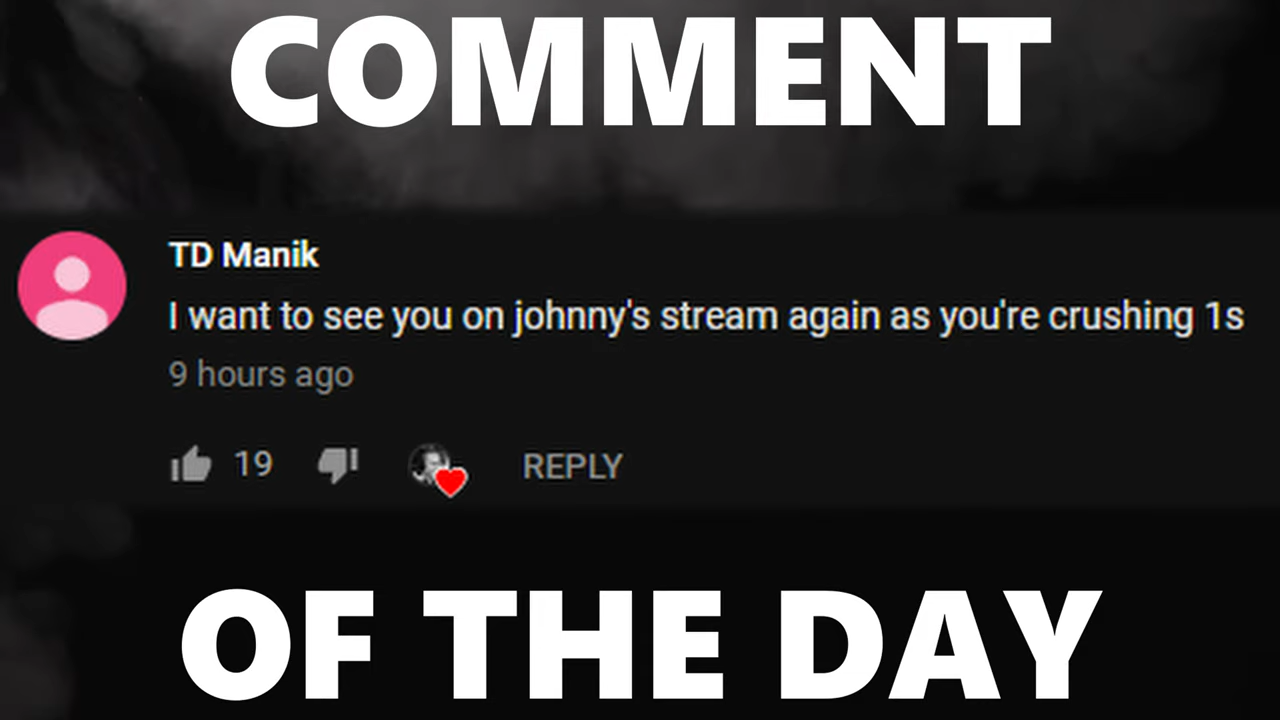 COMMENT
TD Manik
I want to see you on johnny's stream again as you're crushing 1s
9 hours ago
19 REPLY
OF THE DAY